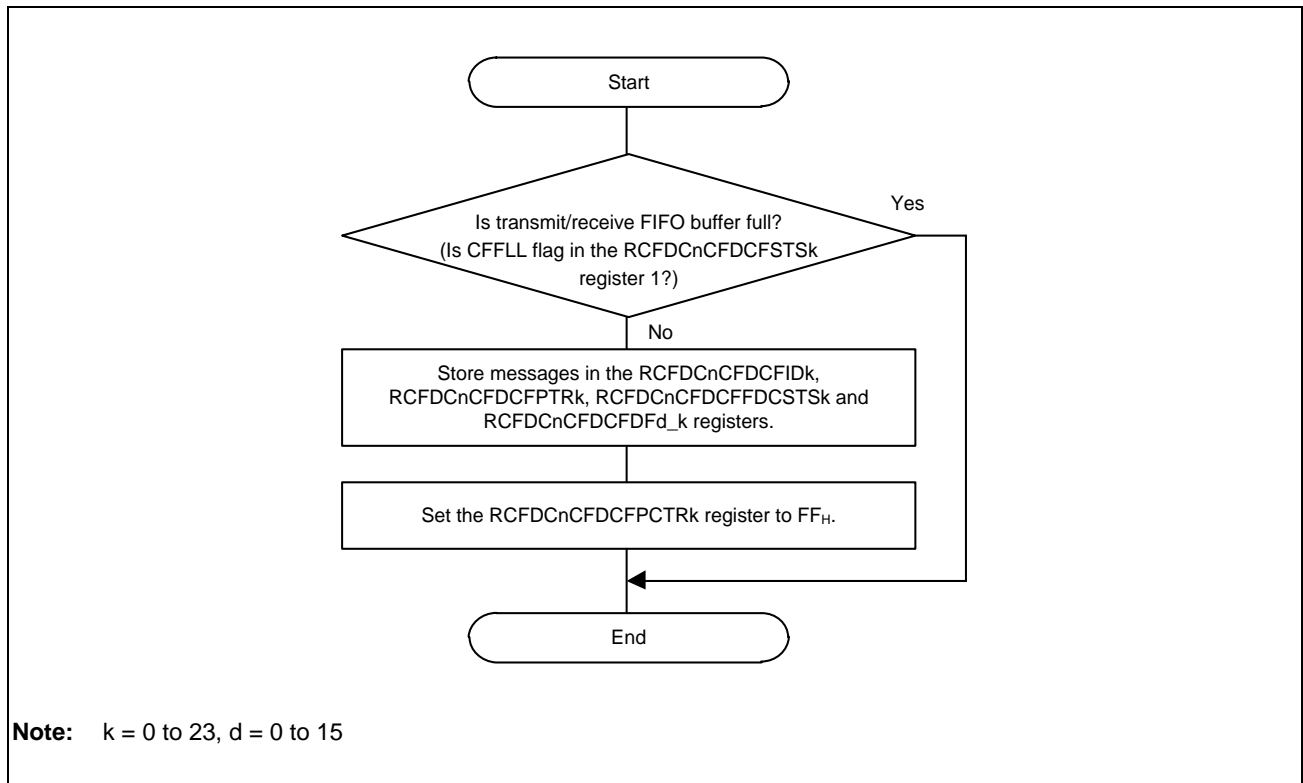 Start
Yes
Is transmit/receive FIFO buffer full?
(Is CFFLL flag in the RCFDCnCFDCFSTSk
register 1?)
No
Store messages in the RCFDCnCFDCFIDk,
RCFDCnCFDCFPTRk, RCFDCnCFDCFFDCSTSk and
RCFDCnCFDCFDFd_k registers.
Set the RCFDCnCFDCFPCTRk register to FFH.
End
Note: k = 0 to 23, d = 0 to 15